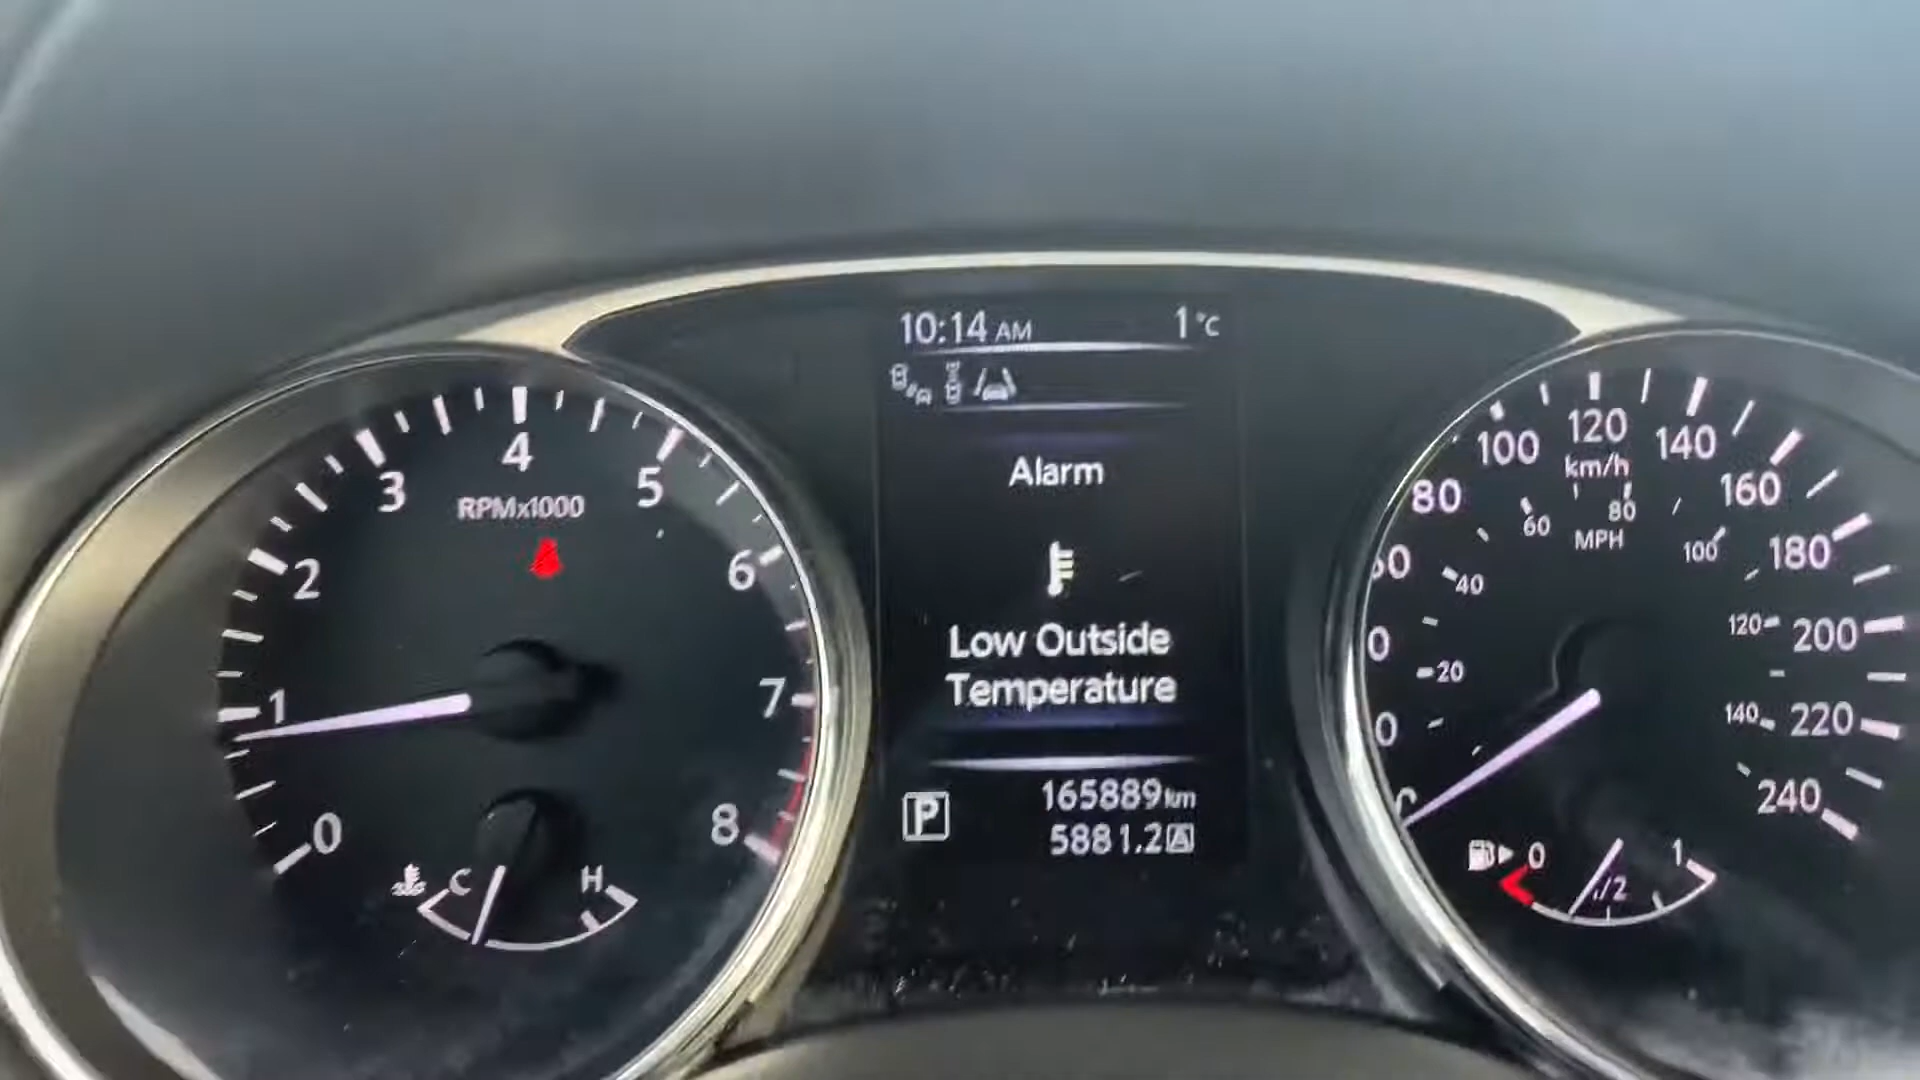 10:14 AM 1°C
Alarm
Low Outside
Temperature
P
165889km
5881.2 A
0 1 2 3 4 5 6 7 8
RPMx1000
C H
80 100 120 140 160 180 200 220 240
km/h
20 40 60 80 100 120 140
MPH
0 1/2 1